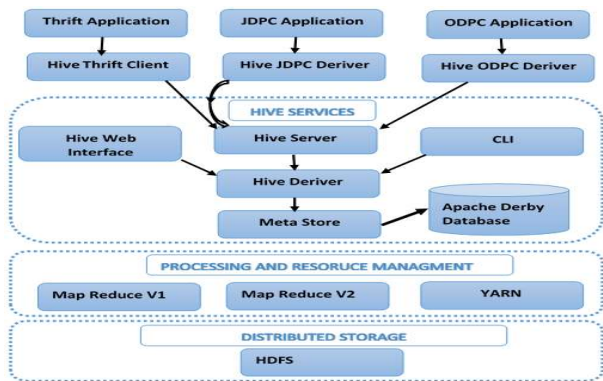 Thrift Application
JDPC Application
ODPC Application
Hive Thrift Client
Hive JDPC Deriver
Hive ODPC Deriver
HIVE SERVICES
Hive Web
Interface
Hive Server
CLI
Hive Deriver
Meta Store
Apache Derby
Database
PROCESSING AND RESORUCE MANAGMENT
Map Reduce V1
Map Reduce V2
YARN
DISTRIBUTED STORAGE
HDFS